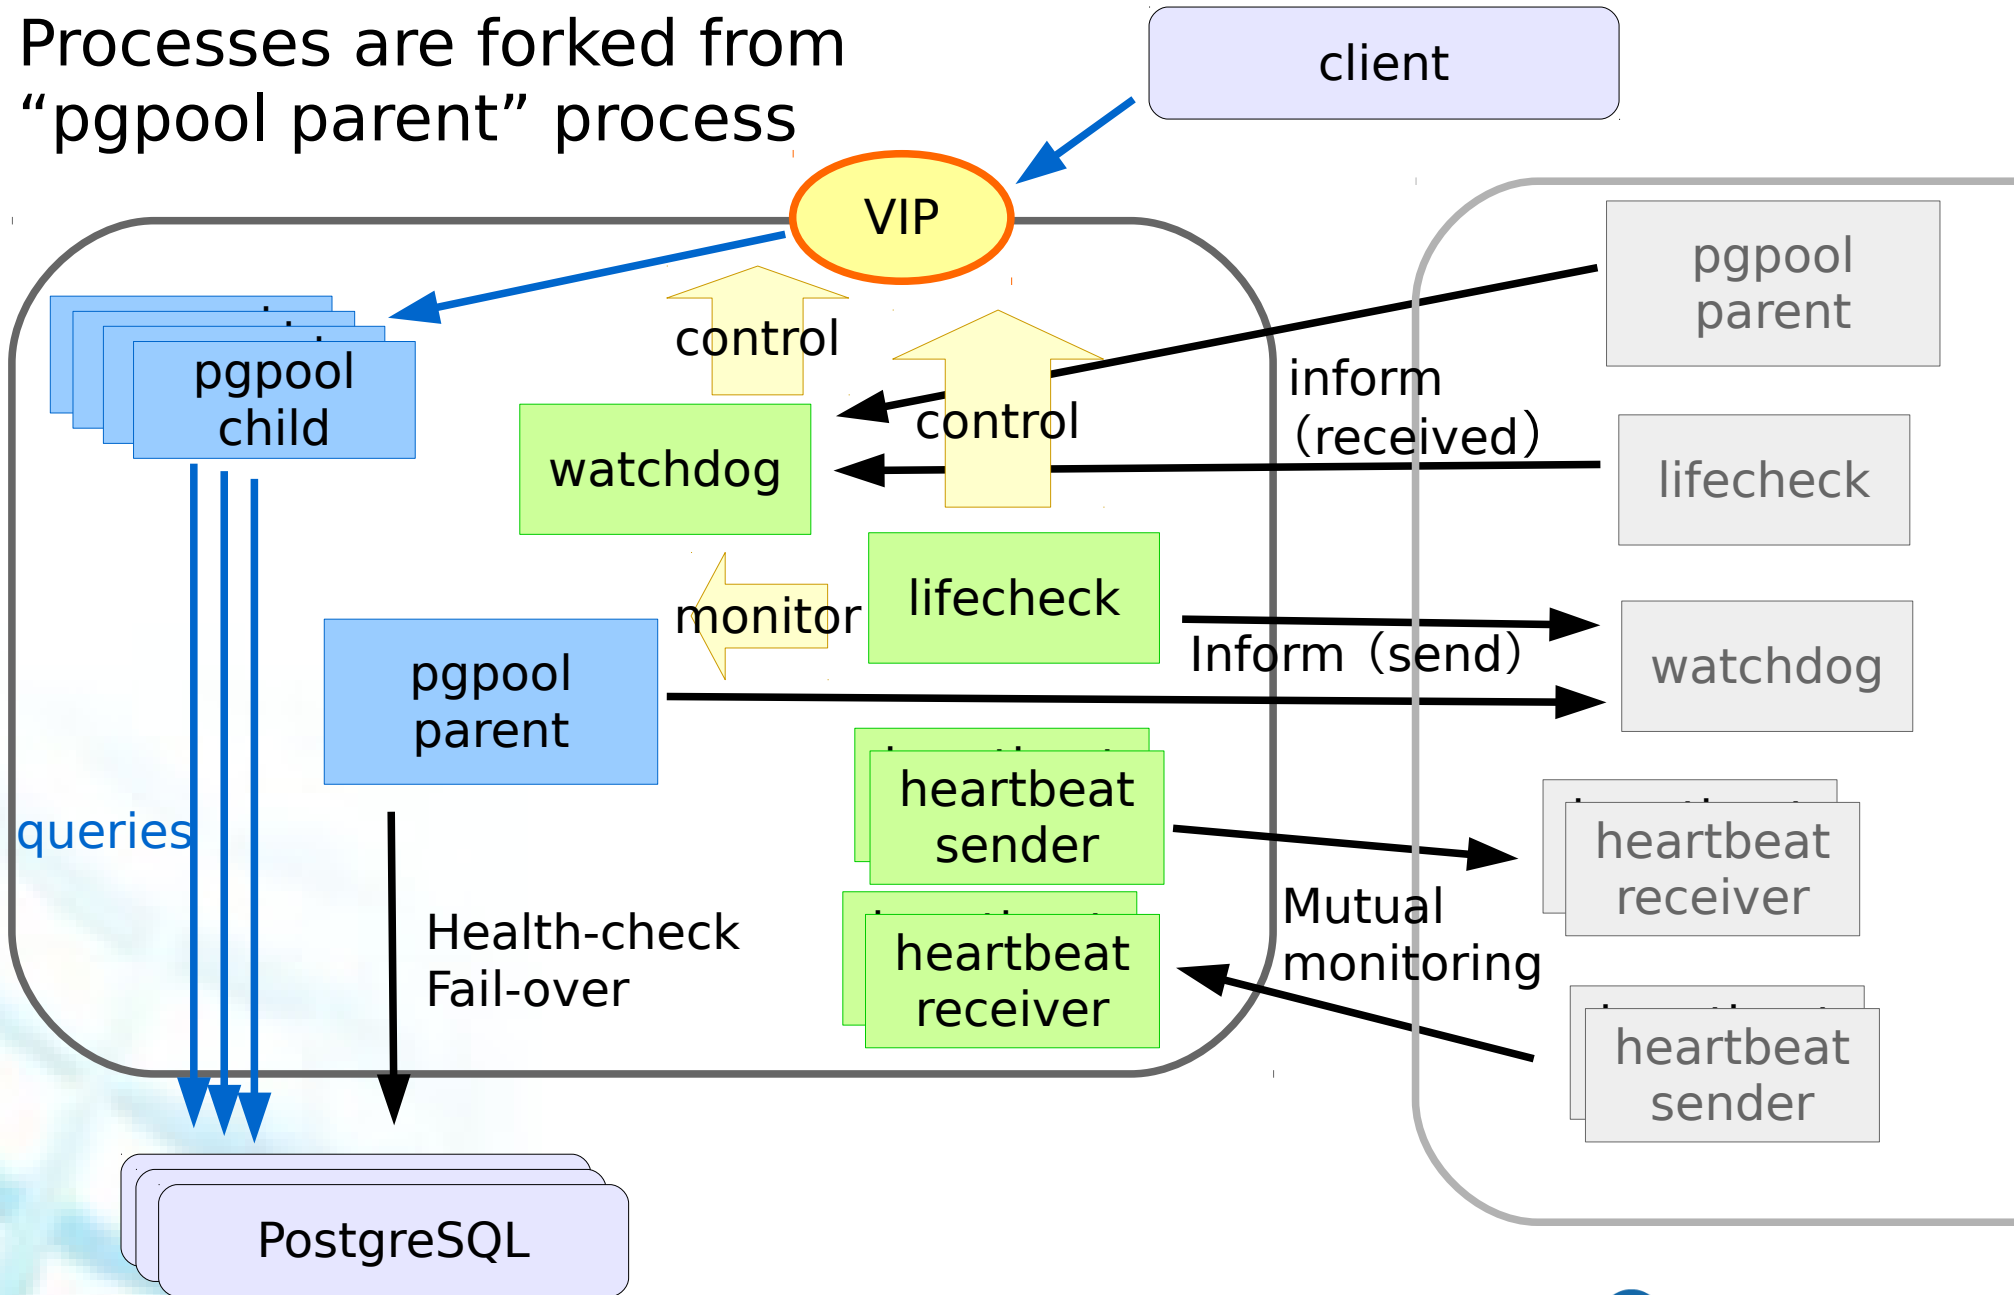 Processes are forked from
“pgpool parent” process
client
VIP
pgpool
child
control
control
watchdog
lifecheck
monitor
pgpool
parent
heartbeat
sender
heartbeat
receiver
queries
Health-check
Fail-over
PostgreSQL
inform
（received）
Inform（send）
Mutual
monitoring
pgpool
parent
lifecheck
watchdog
heartbeat
receiver
heartbeat
sender